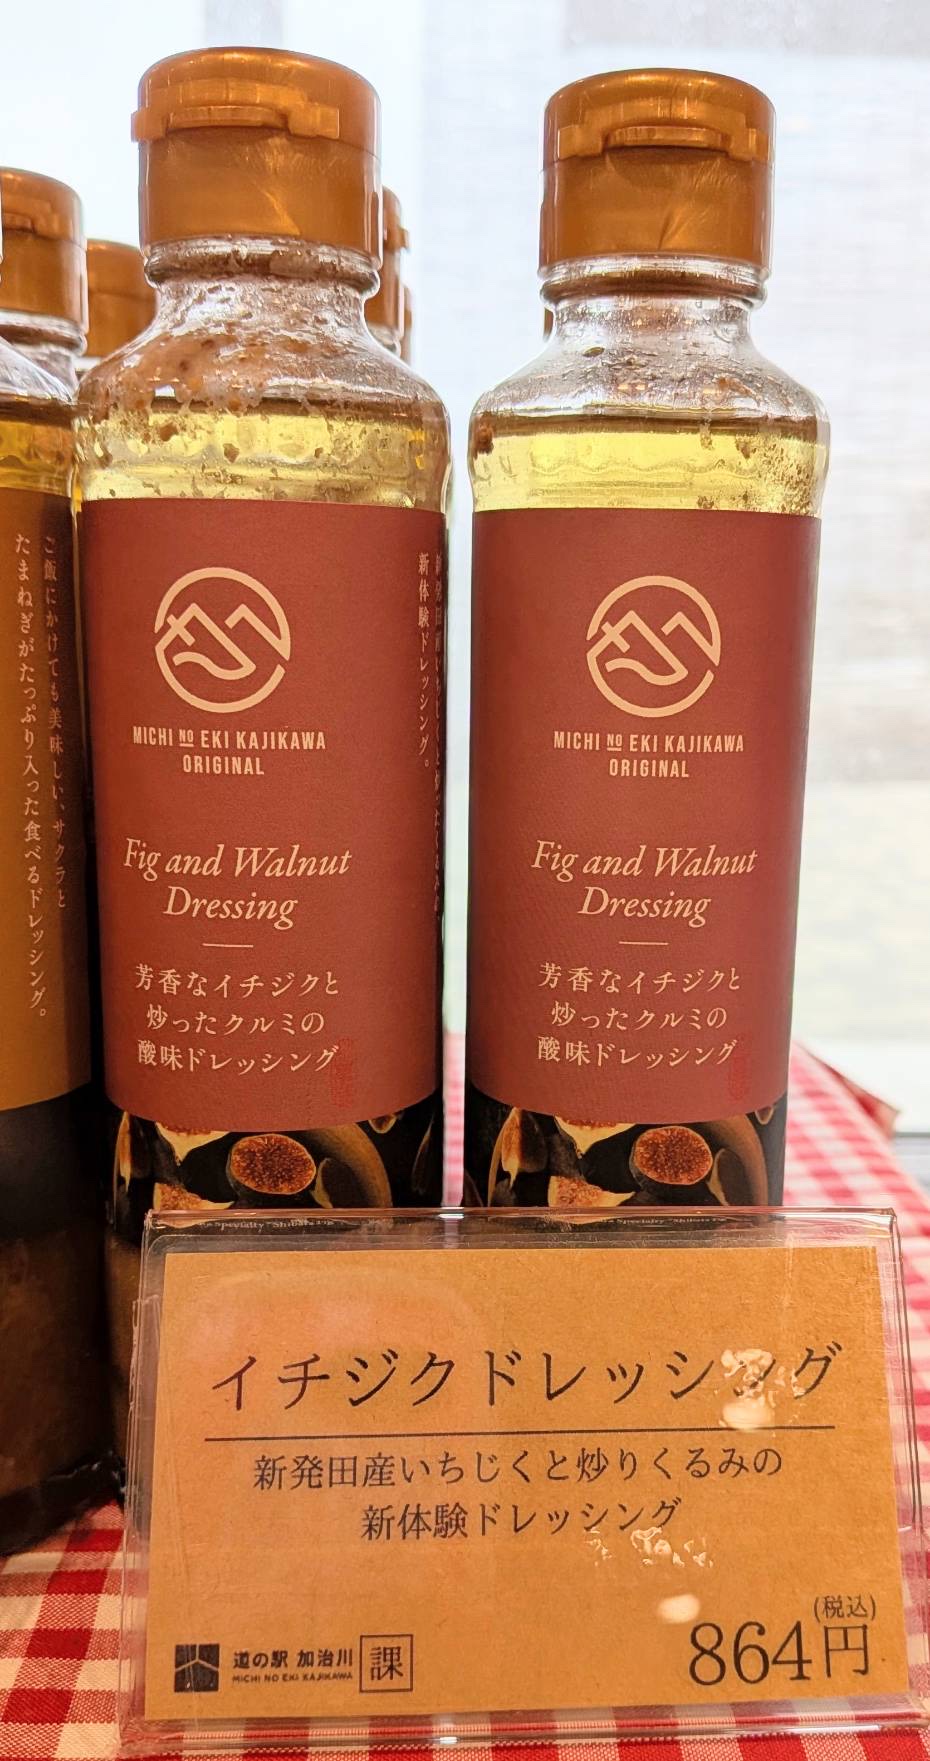 ご飯にかけても美味しい、サクラと
たまねぎがたっぷり入った食べるドレッシング。
MICHI NO EKI KAJIKAWA
ORIGINAL
Fig and Walnut
Dressing
芳香なイチジクと
炒ったクルミの
酸味ドレッシング
新体験ドレッシング。
MICHI NO EKI KAJIKAWA
ORIGINAL
Fig and Walnut
Dressing
芳香なイチジクと
炒ったクルミの
酸味ドレッシング
イチジクドレッシング
新発田産いちじくと炒りくるみの
新体験ドレッシング
道の駅 加治川
MICHI NO EKI KAJIKAWA
課
(税込)
864円